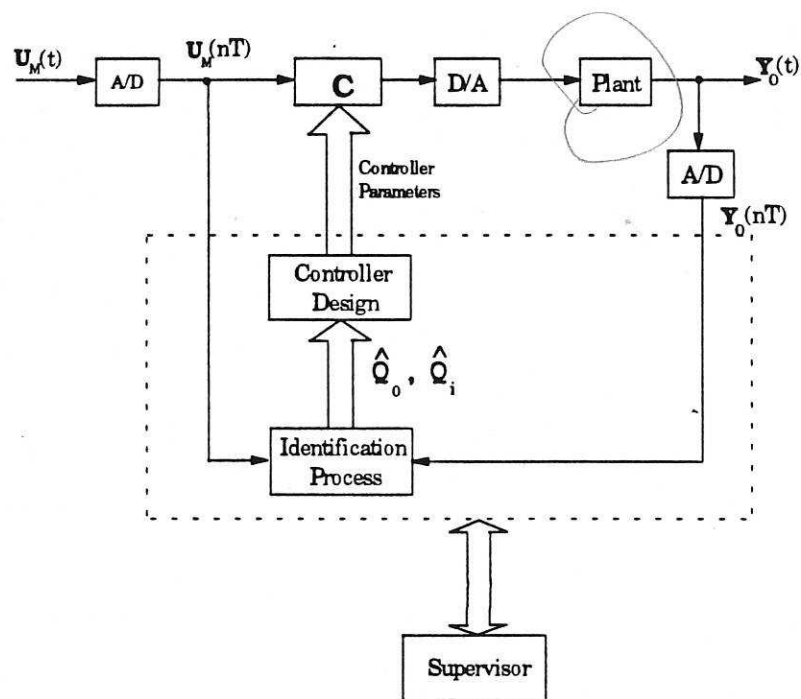 U_M(t)
A/D
U_M(nT)
C
D/A
Plant
Y_0(t)
A/D
Y_0(nT)
Controller
Parameters
Controller
Design
Q̂_0 , Q̂_i
Identification
Process
Supervisor